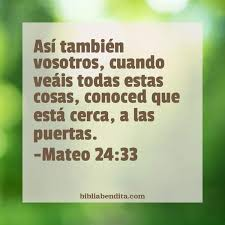 Así también
vosotros, cuando
veáis todas estas
cosas, conoced que
está cerca, a las
puertas.
-Mateo 24:33
bibliabendita.com